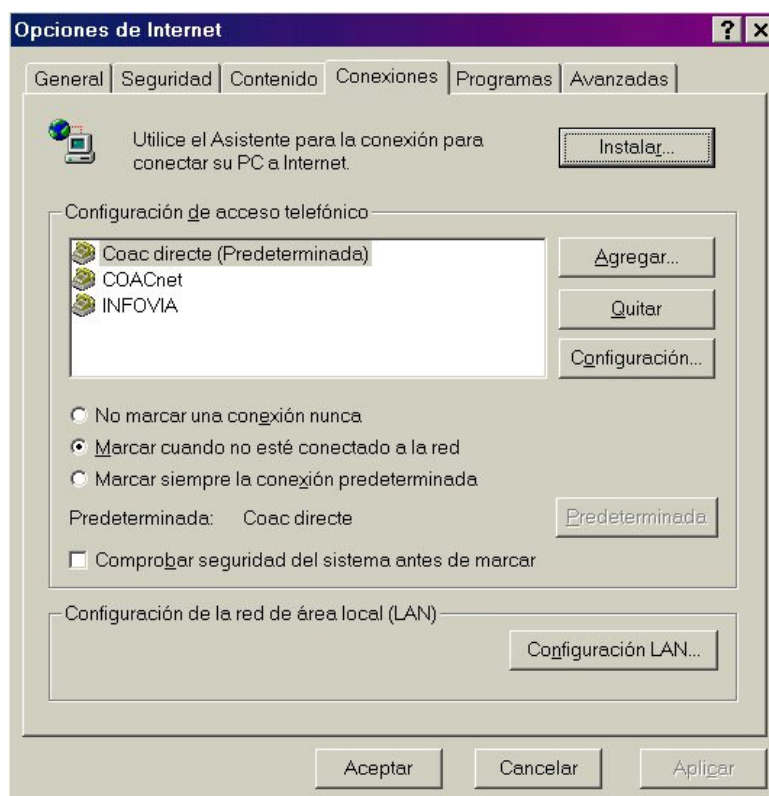 Opciones de Internet
General Seguridad Contenido Conexiones Programas Avanzadas
Utilice el Asistente para la conexión para
conectar su PC a Internet.
Instalar...
Configuración de acceso telefónico
Coac directe (Predeterminada)
COACnet
INFOVIA
Agregar...
Quitar
Configuración...
No marcar una conexión nunca
Marcar cuando no esté conectado a la red
Marcar siempre la conexión predeterminada
Predeterminada: Coac directe
Predeterminada
Comprobar seguridad del sistema antes de marcar
Configuración de la red de área local (LAN)
Configuración LAN...
Aceptar Cancelar Aplicar